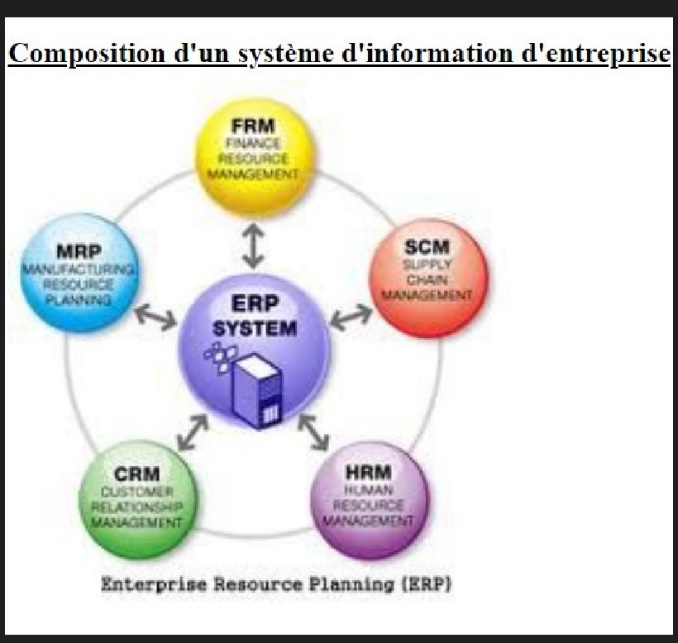 Composition d'un système d'information d'entreprise
FRM
FINANCE
RESOURCE
MANAGEMENT
MRP
MANUFACTURING
RESOURCE
PLANNING
SCM
SUPPLY
CHAIN
MANAGEMENT
ERP
SYSTEM
CRM
CUSTOMER
RELATIONSHIP
MANAGEMENT
HRM
HUMAN
RESOURCE
MANAGEMENT
Enterprise Resource Planning (ERP)